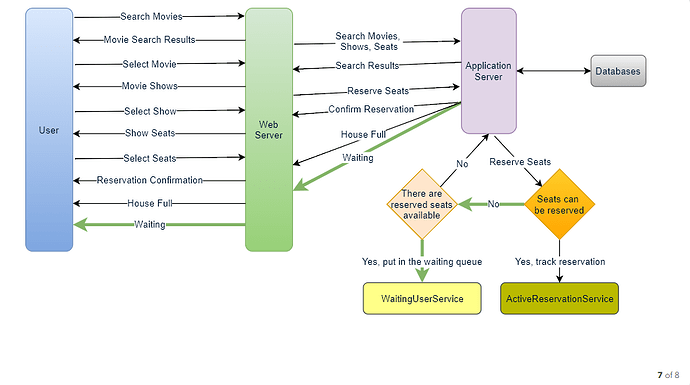 Search Movies
Movie Search Results
Select Movie
Movie Shows
Select Show
Show Seats
Select Seats
Reservation Confirmation
House Full
Waiting
User
Web
Server
Search Movies,
Shows, Seats
Search Results
Reserve Seats
Confirm Reservation
House Full
Waiting
Application
Server
Databases
No
Reserve Seats
There are
reserved seats
available
No
Seats can
be reserved
Yes, put in the waiting queue
Yes, track reservation
WaitingUserService
ActiveReservationService
7 of 8